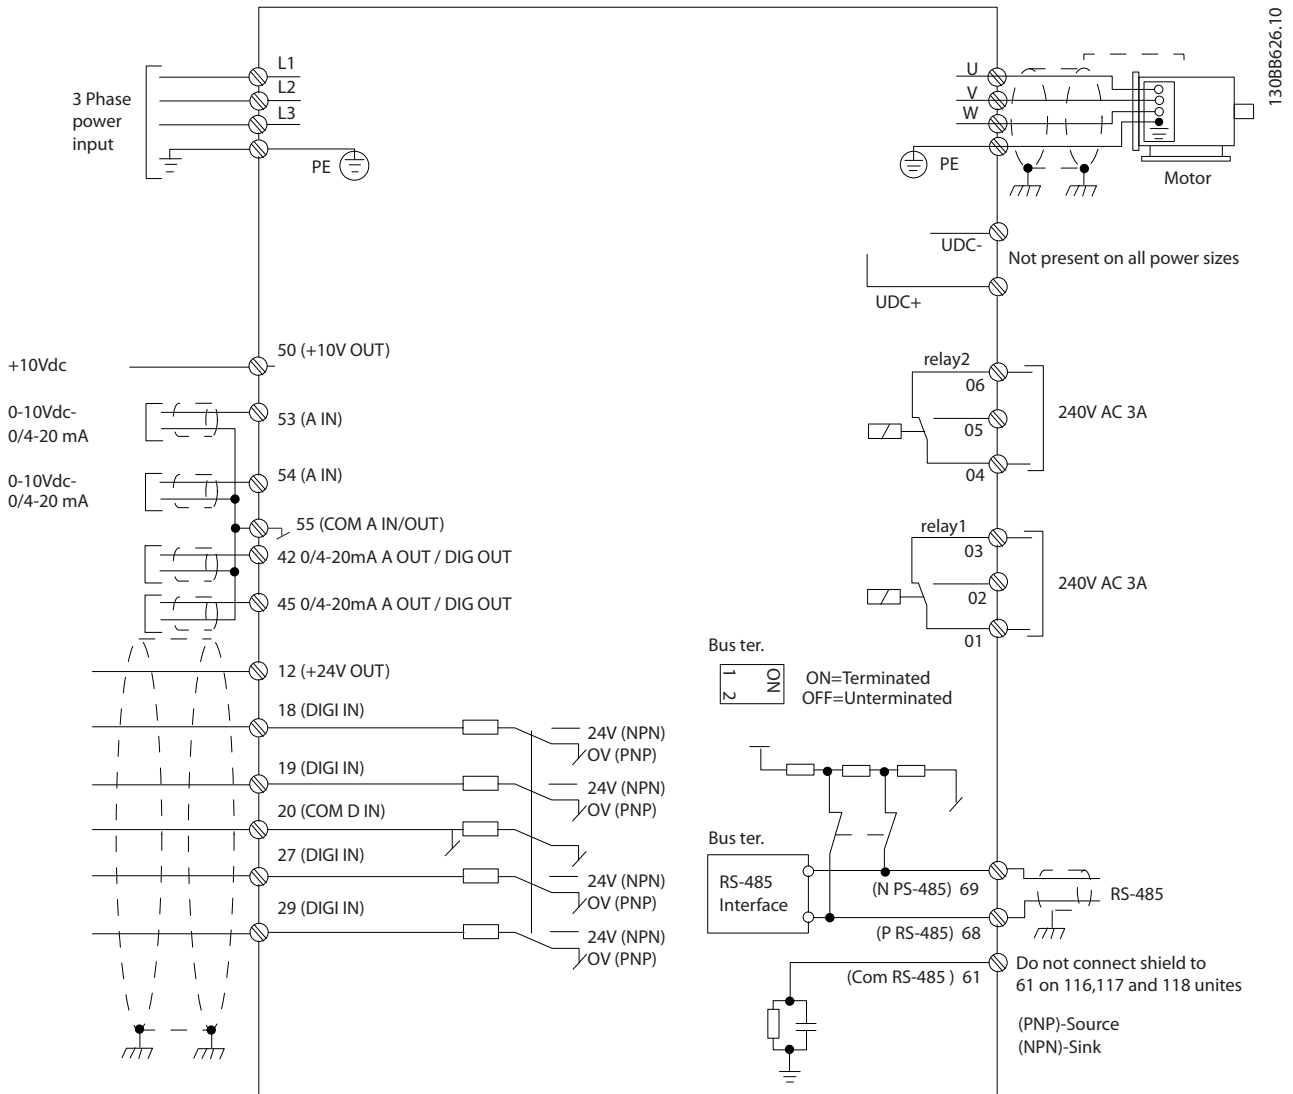 130BB626.10
L1
L2
L3
3 Phase
power
input
PE
U
V
W
PE
Motor
UDC-
Not present on all power sizes
UDC+
+10Vdc
50 (+10V OUT)
0-10Vdc-
0/4-20 mA
53 (A IN)
0-10Vdc-
0/4-20 mA
54 (A IN)
55 (COM A IN/OUT)
42 0/4-20mA A OUT / DIG OUT
45 0/4-20mA A OUT / DIG OUT
12 (+24V OUT)
18 (DIGI IN)
24V (NPN)
OV (PNP)
19 (DIGI IN)
24V (NPN)
OV (PNP)
20 (COM D IN)
27 (DIGI IN)
24V (NPN)
OV (PNP)
29 (DIGI IN)
24V (NPN)
OV (PNP)
relay2
06
05
04
240V AC 3A
relay1
03
02
01
240V AC 3A
Bus ter.
1
2
ON
ON=Terminated
OFF=Unterminated
Bus ter.
RS-485
Interface
(N PS-485) 69
(P RS-485) 68
RS-485
(Com RS-485 ) 61
Do not connect shield to
61 on 116,117 and 118 unites
(PNP)-Source
(NPN)-Sink